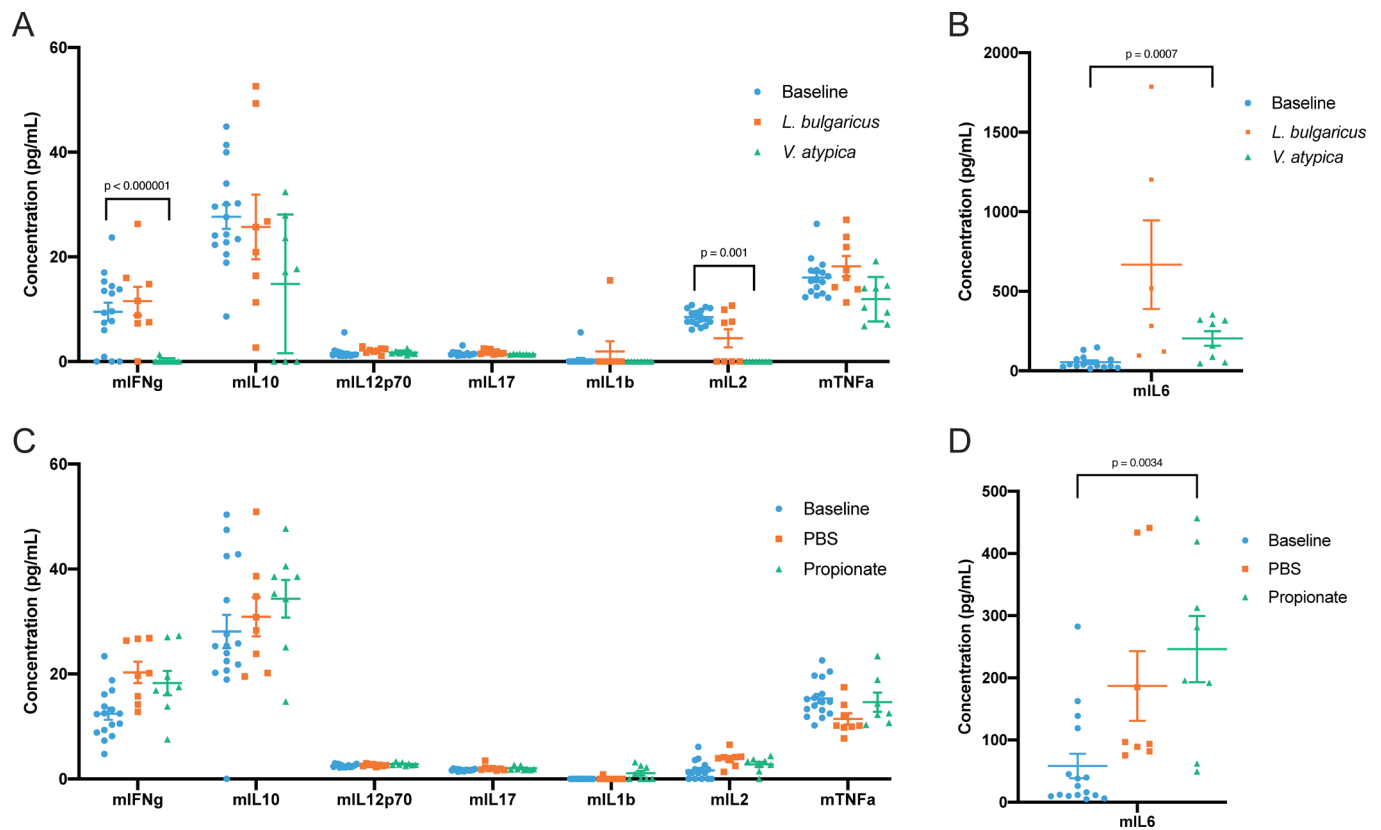 A
60
40
20
0
Concentration (pg/mL)
p < 0.000001
p = 0.001
Baseline
L. bulgaricus
V. atypica
mIFNg mIL10 mIL12p70 mIL17 mIL1b mIL2 mTNFa
B
2000
1500
1000
500
0
Concentration (pg/mL)
p = 0.0007
Baseline
L. bulgaricus
V. atypica
mIL6
C
60
40
20
0
Concentration (pg/mL)
Baseline
PBS
Propionate
mIFNg mIL10 mIL12p70 mIL17 mIL1b mIL2 mTNFa
D
500
400
300
200
100
0
Concentration (pg/mL)
p = 0.0034
Baseline
PBS
Propionate
mIL6